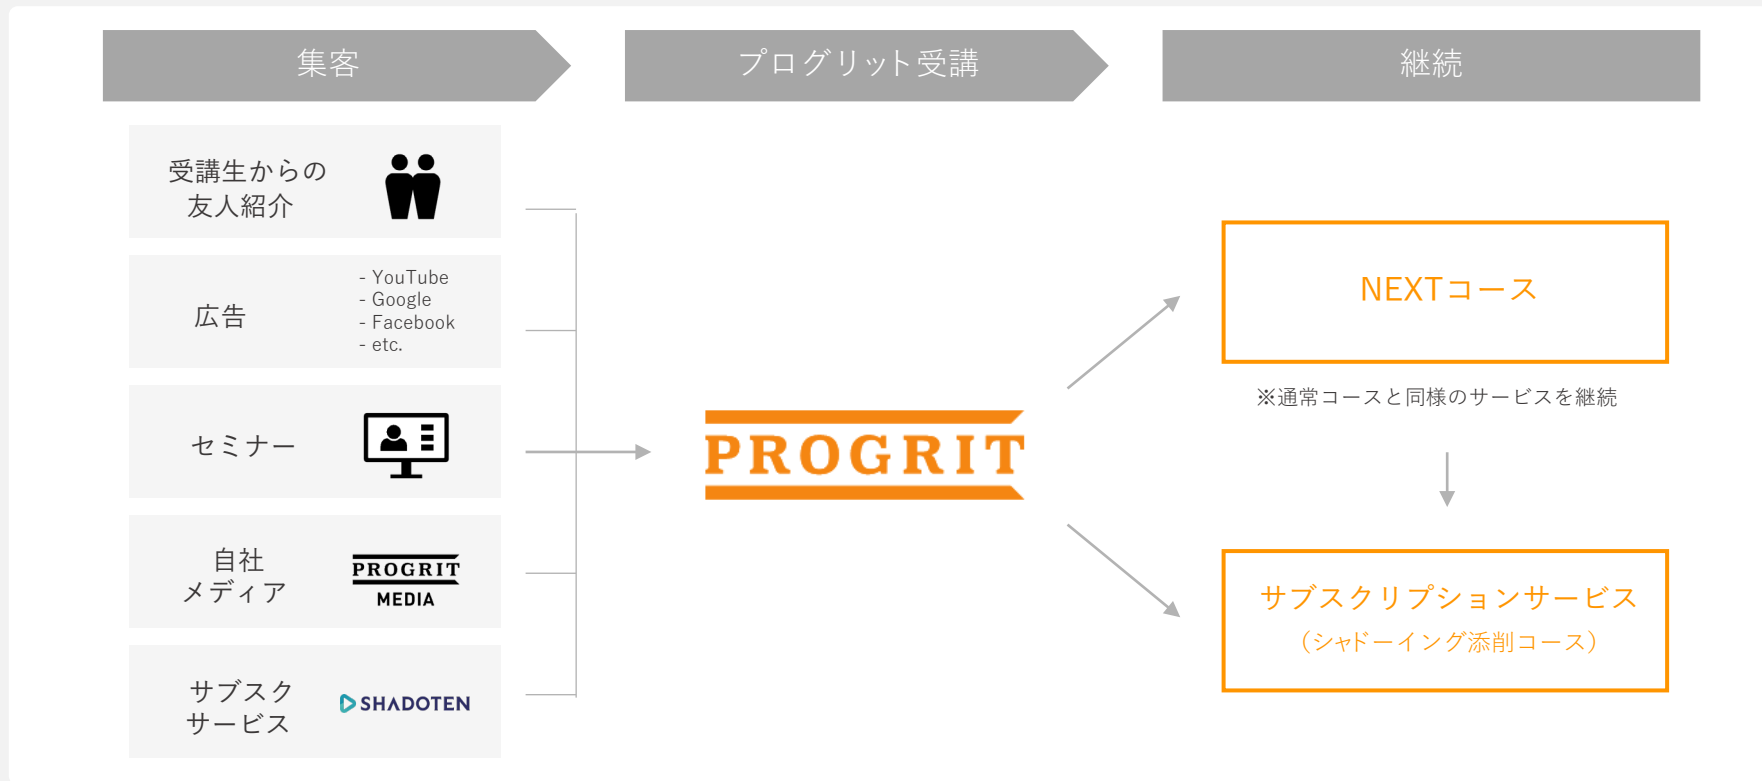 集客
プログリット受講
継続
受講生からの
友人紹介
広告
- YouTube
- Google
- Facebook
- etc.
セミナー
自社
メディア
PROGRIT
MEDIA
サブスク
サービス
SHADOTEN
PROGRIT
NEXTコース
※通常コースと同様のサービスを継続
サブスクリプションサービス
（シャドーイング添削コース）